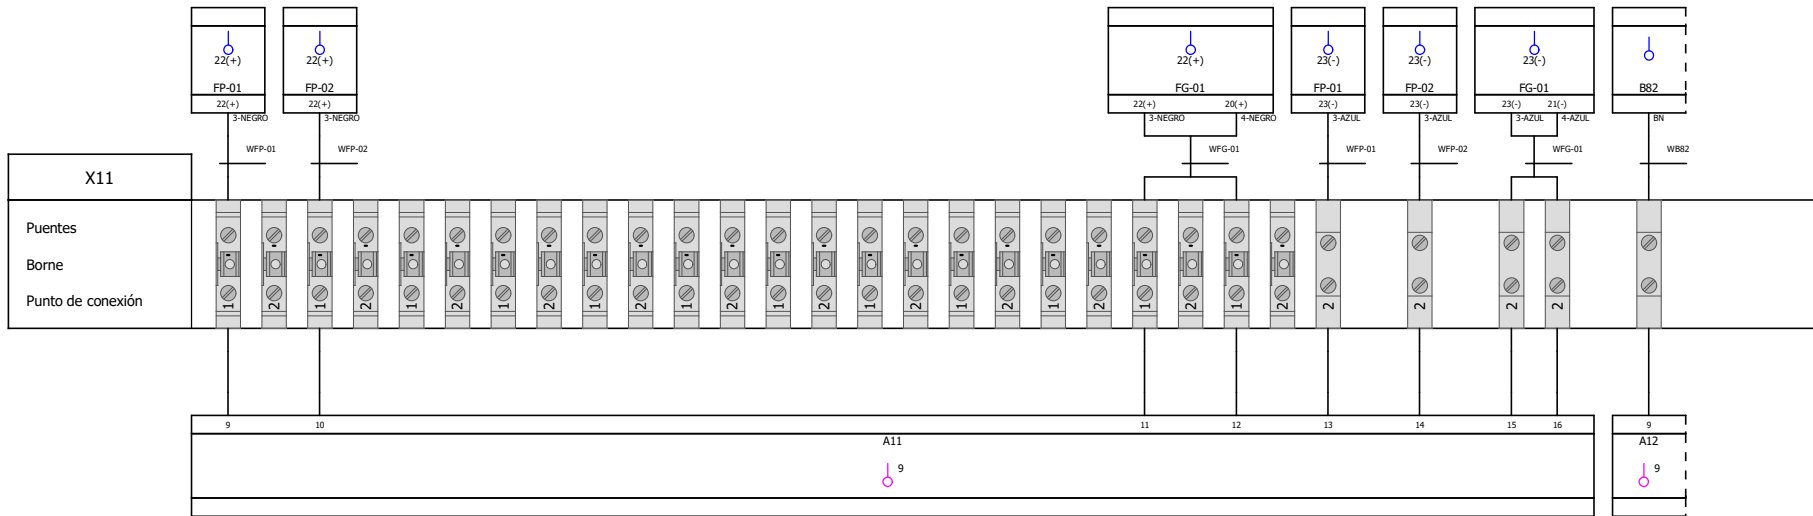 22(+) 22(+) 22(+) 23(-) 23(-) 23(-)
FP-01 FP-02 FG-01 FP-01 FP-02 FG-01 B82
22(+) 22(+) 22(+) 20(+) 23(-) 23(-) 23(-) 21(-)
3-NEGRO 3-NEGRO 3-NEGRO 4-NEGRO 3-AZUL 3-AZUL 3-AZUL 4-AZUL BN
WFP-01 WFP-02 WFG-01 WFP-01 WFP-02 WFG-01 WB82
X11
Puentes
Borne
Punto de conexión
1 2 1 2 1 2 1 2 1 2 1 2 1 2 1 2 1 2 1 2 1 2 1 2 2 2 2 2
9 10 11 12 13 14 15 16 9
A11 A12
9 9